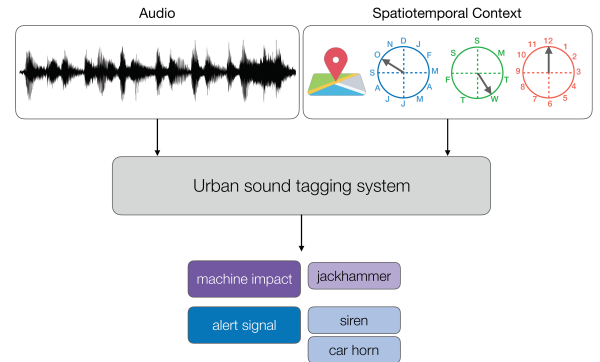 Audio
Spatiotemporal Context
D
J
F
M
A
M
J
J
A
S
O
N
S
M
T
W
T
F
S
12
1
2
3
4
5
6
7
8
9
10
11
Urban sound tagging system
machine impact
jackhammer
alert signal
siren
car horn